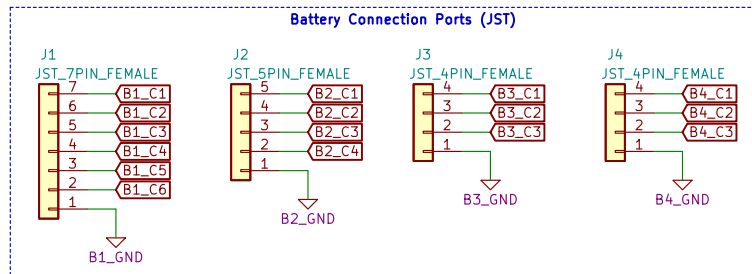 Battery Connection Ports (JST)
J1
JST_7PIN_FEMALE
7 B1_C1
6 B1_C2
5 B1_C3
4 B1_C4
3 B1_C5
2 B1_C6
1
B1_GND
J2
JST_5PIN_FEMALE
5 B2_C1
4 B2_C2
3 B2_C3
2 B2_C4
1
B2_GND
J3
JST_4PIN_FEMALE
4 B3_C1
3 B3_C2
2 B3_C3
1
B3_GND
J4
JST_4PIN_FEMALE
4 B4_C1
3 B4_C2
2 B4_C3
1
B4_GND